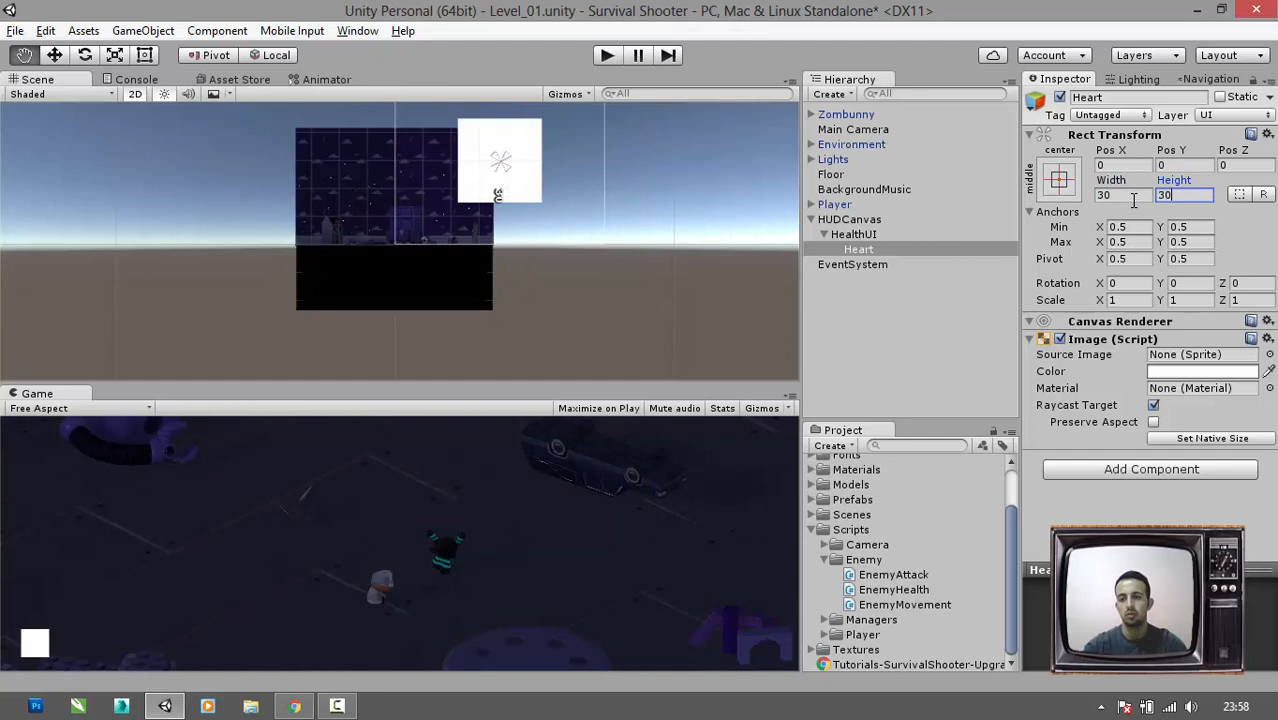 Unity Personal (64bit) - Level_01.unity - Survival Shooter - PC, Mac & Linux Standalone* <DX11>
File Edit Assets GameObject Component Mobile Input Window Help
Pivot Local Account Layers Layout
Scene Console Asset Store Animator
Shaded 2D Gizmos All
Hierarchy
Create All
Zombunny
Main Camera
Environment
Lights
Floor
BackgroundMusic
Player
HUDCanvas
HealthUI
Heart
EventSystem
Inspector Lighting Navigation
Heart Static
Tag Untagged Layer UI
Rect Transform
center Pos X Pos Y Pos Z
middle 0 0 0
Width Height
30 30 R
Anchors
Min X 0.5 Y 0.5
Max X 0.5 Y 0.5
Pivot X 0.5 Y 0.5
Rotation X 0 Y 0 Z 0
Scale X 1 Y 1 Z 1
Canvas Renderer
Image (Script)
Source Image None (Sprite)
Color
Material None (Material)
Raycast Target
Preserve Aspect
Set Native Size
Add Component
Game
Free Aspect Maximize on Play Mute audio Stats Gizmos
Project
Create
Fonts
Materials
Models
Prefabs
Scenes
Scripts
Camera
Enemy
EnemyAttack
EnemyHealth
EnemyMovement
Managers
Player
Textures
Tutorials-SurvivalShooter-Upgra
23:58